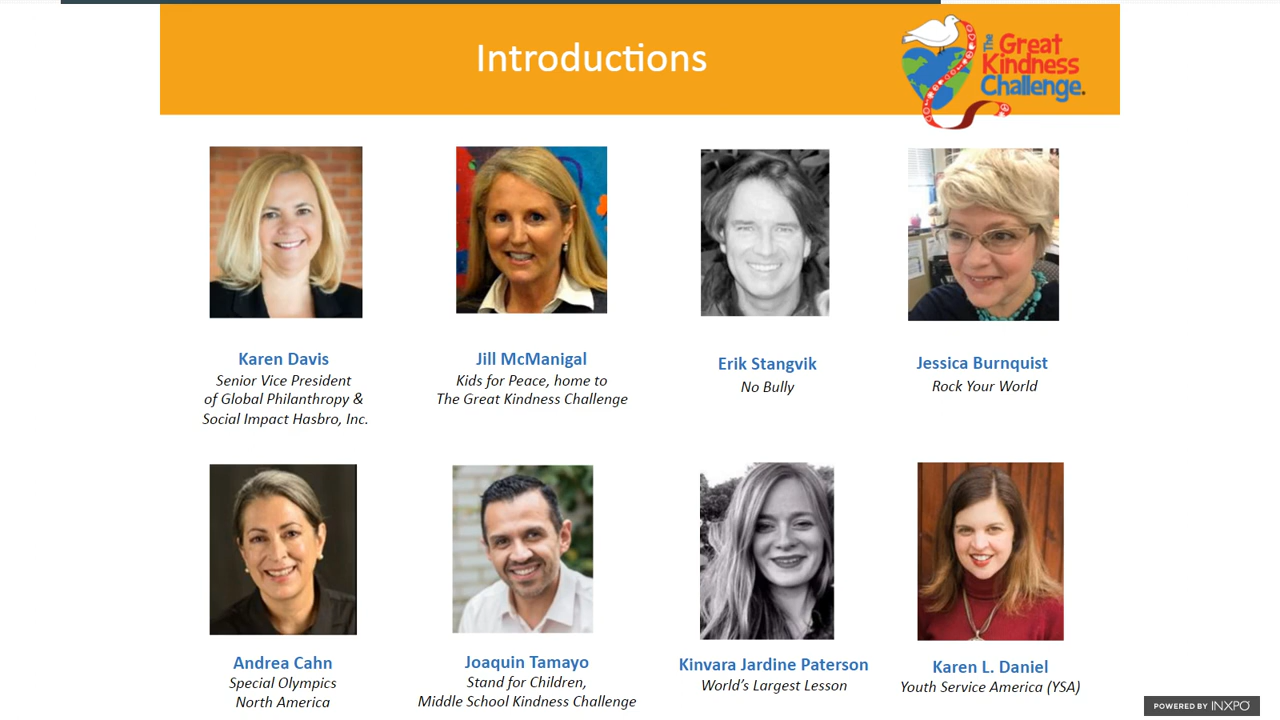 Introductions
The
Great
Kindness
Challenge.
Karen Davis
Senior Vice President
of Global Philanthropy &
Social Impact Hasbro, Inc.
Jill McManigal
Kids for Peace, home to
The Great Kindness Challenge
Erik Stangvik
No Bully
Jessica Burnquist
Rock Your World
Andrea Cahn
Special Olympics
North America
Joaquin Tamayo
Stand for Children,
Middle School Kindness Challenge
Kinvara Jardine Paterson
World's Largest Lesson
Karen L. Daniel
Youth Service America (YSA)
POWERED BY INXPO